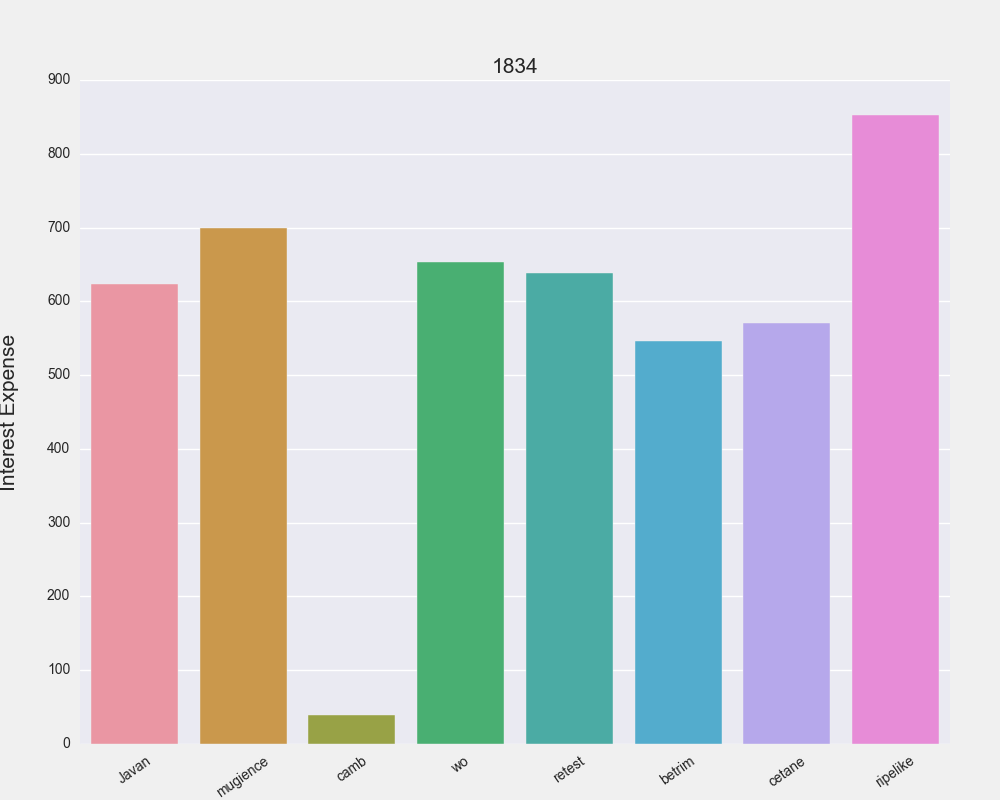 1834
900
800
700
600
500
400
300
200
100
0
Interest Expense
Javan
mugience
camb
wo
retest
betrim
cetane
ripelike